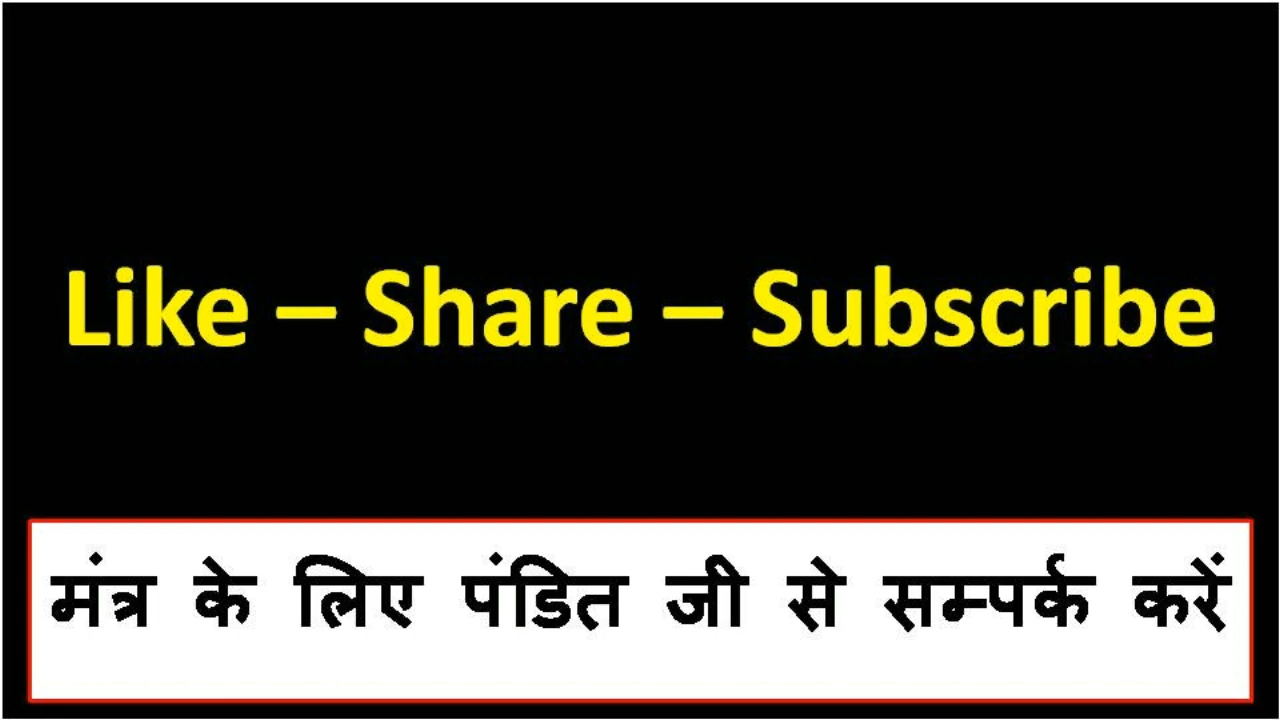 Like – Share – Subscribe
मंत्र के लिए पंडित जी से सम्पर्क करें